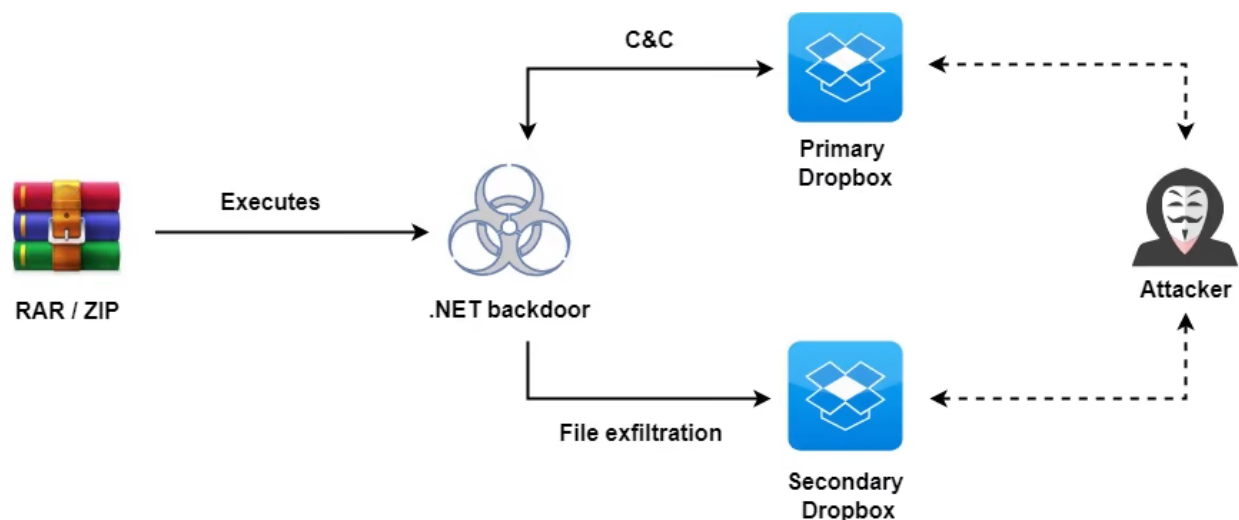 C&C
Primary
Dropbox
Executes
RAR / ZIP
.NET backdoor
Attacker
File exfiltration
Secondary
Dropbox